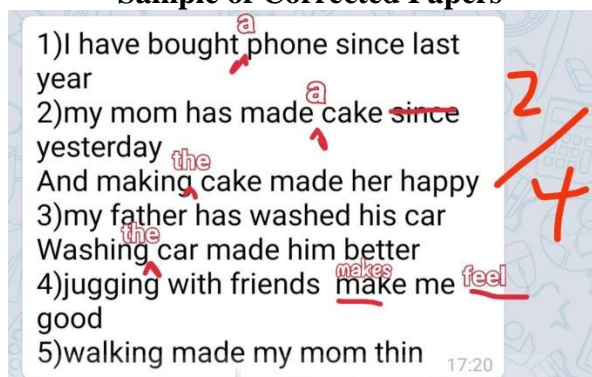 Sample of Corrected Papers
a
1)I have bought phone since last
year
a
2)my mom has made cake since
yesterday
the
And making cake made her happy
3)my father has washed his car
the
Washing car made him better
makes feel
4)jugging with friends make me
good
5)walking made my mom thin
17:20
2/4